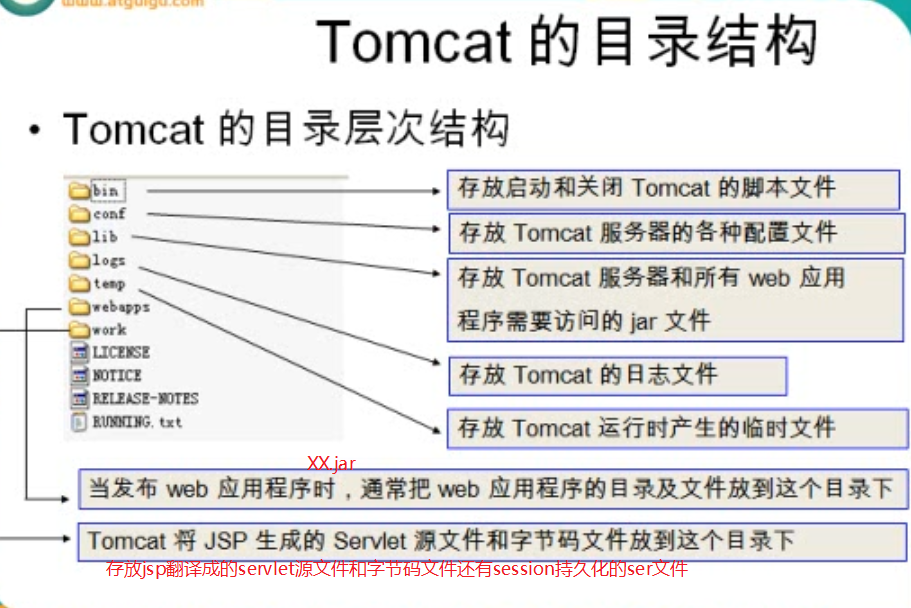 www.atguigu.com
Tomcat 的目录结构
• Tomcat 的目录层次结构
bin
conf
lib
logs
temp
webapps
work
LICENSE
NOTICE
RELEASE-NOTES
RUNNING.txt
存放启动和关闭 Tomcat 的脚本文件
存放 Tomcat 服务器的各种配置文件
存放 Tomcat 服务器和所有 web 应用
程序需要访问的 jar 文件
存放 Tomcat 的日志文件
存放 Tomcat 运行时产生的临时文件
XX.jar
当发布 web 应用程序时，通常把 web 应用程序的目录及文件放到这个目录下
Tomcat 将 JSP 生成的 Servlet 源文件和字节码文件放到这个目录下
存放jsp翻译成的servlet源文件和字节码文件还有session持久化的ser文件